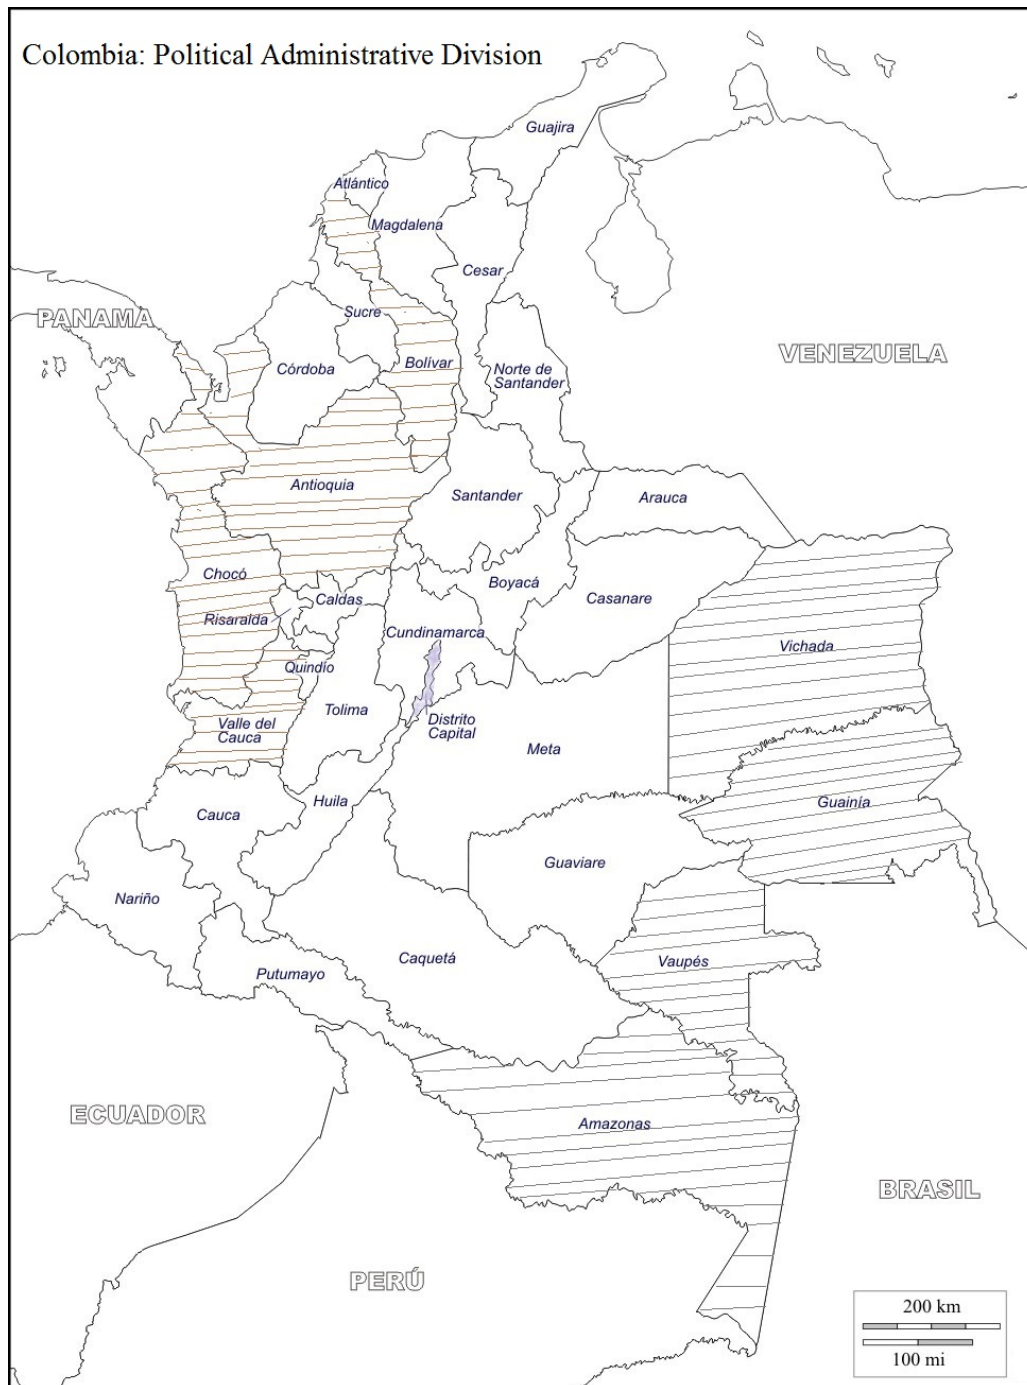 Colombia: Political Administrative Division
Guajira
Atlántico
Magdalena
Cesar
PANAMA
Sucre
VENEZUELA
Córdoba
Bolívar
Norte de
Santander
Antioquia
Santander
Arauca
Chocó
Boyacá
Caldas
Casanare
Risaralda
Cundinamarca
Vichada
Quindío
Tolima
Valle del
Cauca
Distrito
Capital
Meta
Huila
Guainía
Cauca
Guaviare
Nariño
Caquetá
Vaupés
Putumayo
ECUADOR
Amazonas
BRASIL
PERÚ
200 km
100 mi